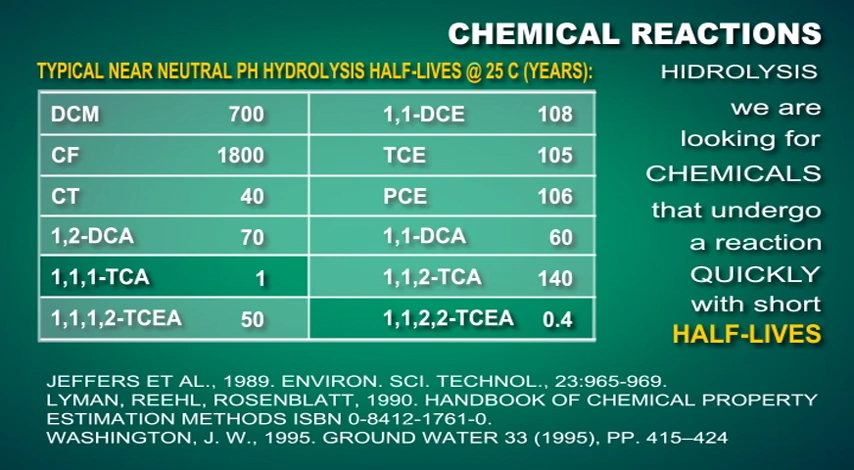 CHEMICAL REACTIONS
TYPICAL NEAR NEUTRAL PH HYDROLYSIS HALF-LIVES @ 25 C (YEARS):
DCM 700 1,1-DCE 108
CF 1800 TCE 105
CT 40 PCE 106
1,2-DCA 70 1,1-DCA 60
1,1,1-TCA 1 1,1,2-TCA 140
1,1,1,2-TCEA 50 1,1,2,2-TCEA 0.4
HIDROLYSIS
we are
looking for
CHEMICALS
that undergo
a reaction
QUICKLY
with short
HALF-LIVES
JEFFERS ET AL., 1989. ENVIRON. SCI. TECHNOL., 23:965-969.
LYMAN, REEHL, ROSENBLATT, 1990. HANDBOOK OF CHEMICAL PROPERTY
ESTIMATION METHODS ISBN 0-8412-1761-0.
WASHINGTON, J. W., 1995. GROUND WATER 33 (1995), PP. 415–424